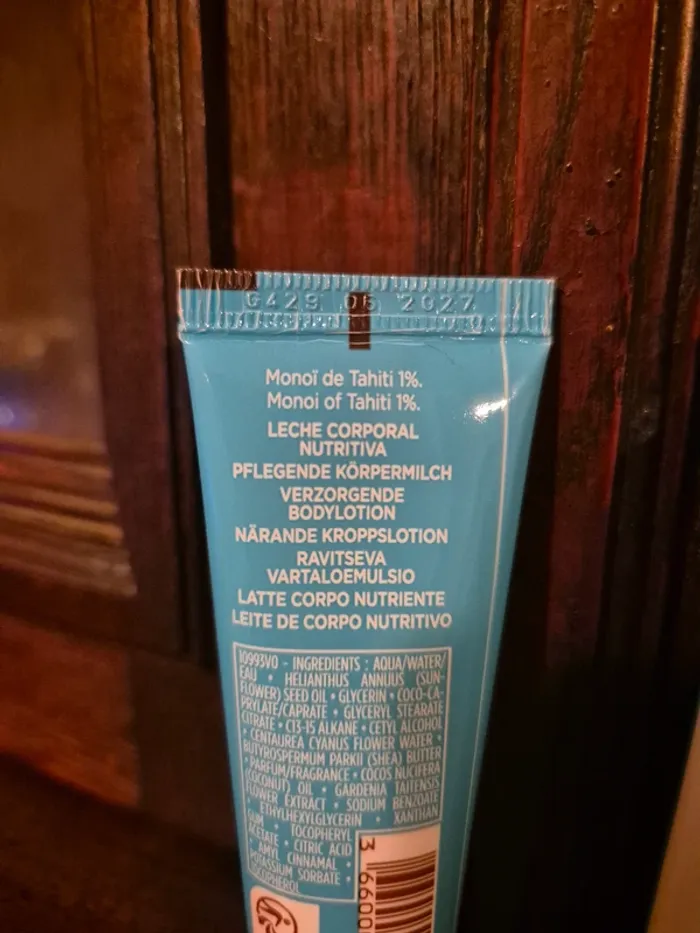 G429 05 2027
Monoï de Tahiti 1%.
Monoi of Tahiti 1%.
LECHE CORPORAL
NUTRITIVA
PFLEGENDE KÖRPERMILCH
VERZORGENDE
BODYLOTION
NÄRANDE KROPPSLOTION
RAVITSEVA
VARTALOEMULSIO
LATTE CORPO NUTRIENTE
LEITE DE CORPO NUTRITIVO
10993V0 - INGREDIENTS : AQUA/WATER/
EAU • HELIANTHUS ANNUUS (SUN-
FLOWER) SEED OIL • GLYCERIN • COCO-CA-
PRYLATE/CAPRATE • GLYCERYL STEARATE
CITRATE • C13-15 ALKANE • CETYL ALCOHOL
• CENTAUREA CYANUS FLOWER WATER •
BUTYROSPERMUM PARKII (SHEA) BUTTER
• PARFUM/FRAGRANCE • COCOS NUCIFERA
(COCONUT) OIL • GARDENIA TAITENSIS
FLOWER EXTRACT • SODIUM BENZOATE
• ETHYLHEXYLGLYCERIN • XANTHAN
GUM • TOCOPHERYL
ACETATE • CITRIC ACID
• AMYL CINNAMAL •
POTASSIUM SORBATE •
TOCOPHEROL
3 6600